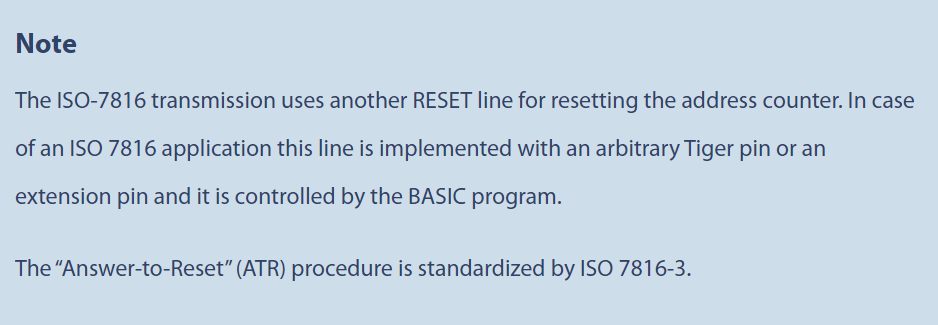 Note
The ISO-7816 transmission uses another RESET line for resetting the address counter. In case
of an ISO 7816 application this line is implemented with an arbitrary Tiger pin or an
extension pin and it is controlled by the BASIC program.
The “Answer-to-Reset” (ATR) procedure is standardized by ISO 7816-3.